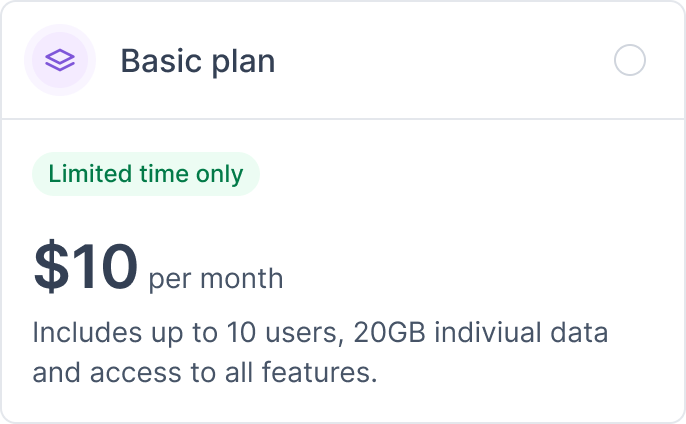 Basic plan
Limited time only
$10 per month
Includes up to 10 users, 20GB indiviual data
and access to all features.